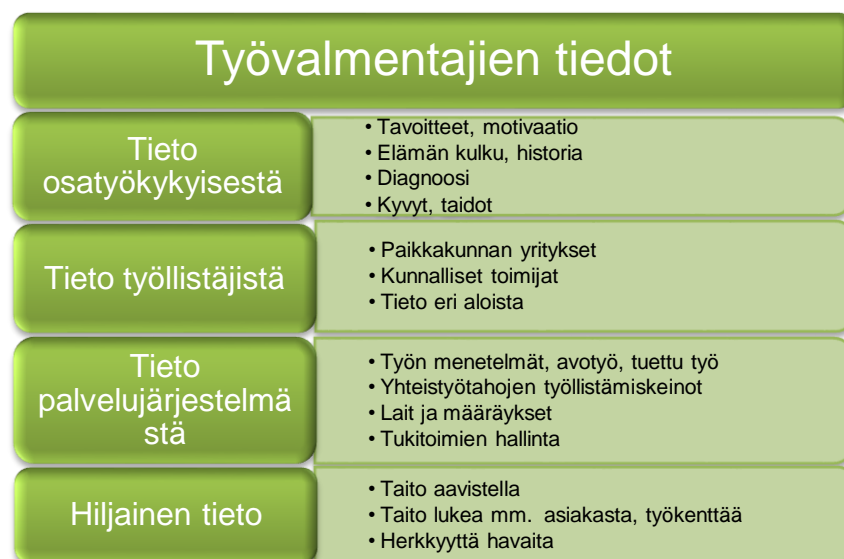 Työvalmentajien tiedot
Tieto
osatyökykyisestä
• Tavoitteet, motivaatio
• Elämän kulku, historia
• Diagnoosi
• Kyvyt, taidot
Tieto työllistäjistä
• Paikkakunnan yritykset
• Kunnalliset toimijat
• Tieto eri aloista
Tieto
palvelujärjestelmä
stä
• Työn menetelmät, avotyö, tuettu työ
• Yhteistyötahojen työllistämiskeinot
• Lait ja määräykset
• Tukitoimien hallinta
Hiljainen tieto
• Taito aavistella
• Taito lukea mm. asiakasta, työkenttää
• Herkkyyttä havaita